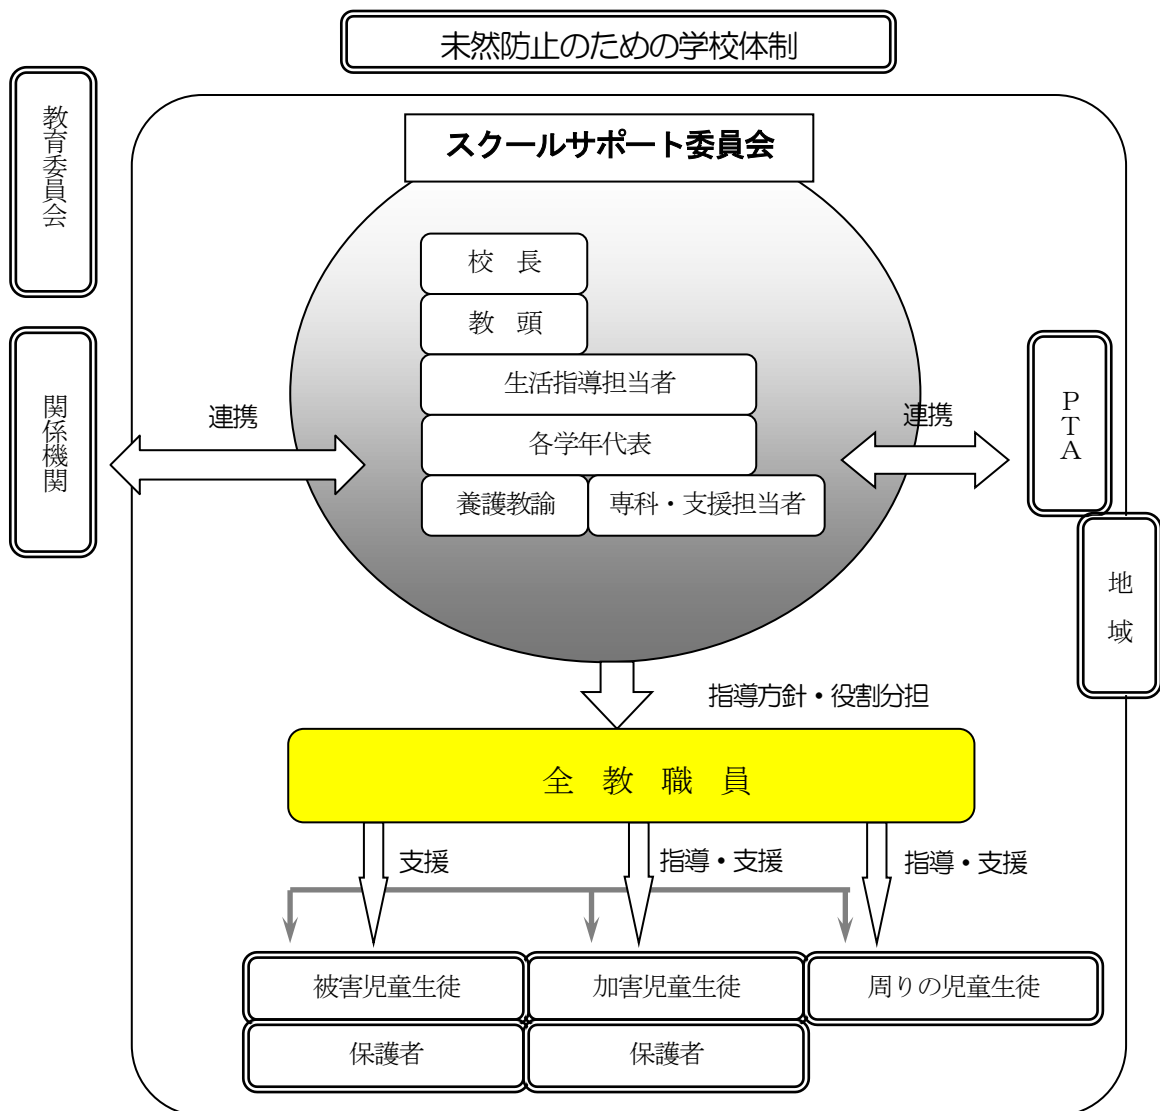 未然防止のための学校体制
教育委員会
スクールサポート委員会
校　長
教　頭
生活指導担当者
各学年代表
養護教諭
専科・支援担当者
関係機関
連携
連携
ＰＴＡ
地域
指導方針・役割分担
全　教　職　員
支援
指導・支援
指導・支援
被害児童生徒
加害児童生徒
周りの児童生徒
保護者
保護者